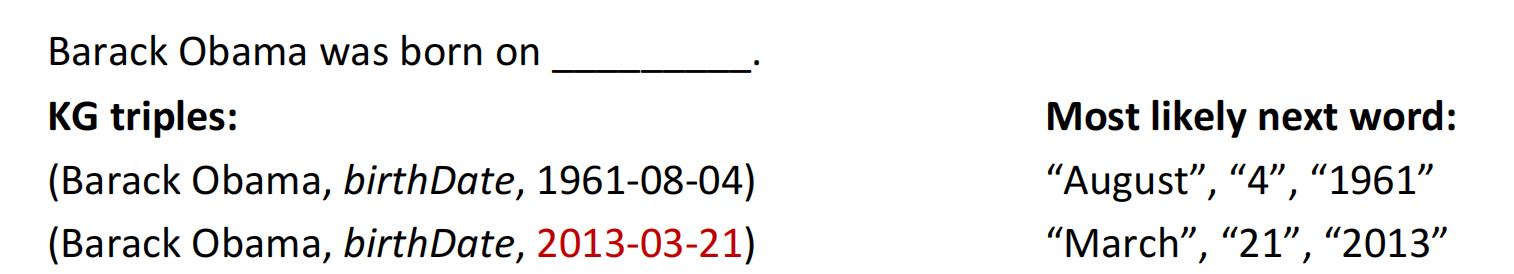 Barack Obama was born on _________.
KG triples: Most likely next word:
(Barack Obama, birthDate, 1961-08-04) “August”, “4”, “1961”
(Barack Obama, birthDate, 2013-03-21) “March”, “21”, “2013”